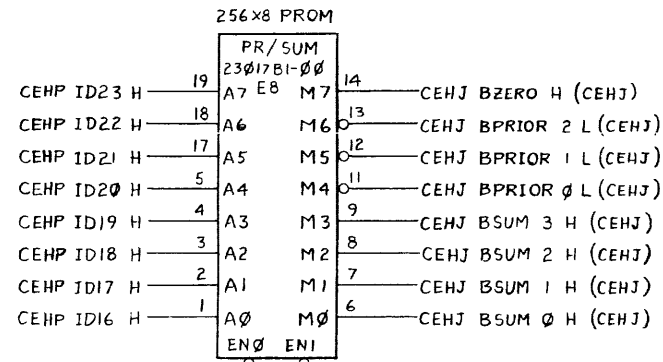 256×8 PROM
PR/SUM
23Ø17B1-ØØ
E8
CEHP ID23 H 19 A7 M7 14 CEHJ BZERO H (CEHJ)
CEHP ID22 H 18 A6 M6 13 CEHJ BPRIOR 2 L (CEHJ)
CEHP ID21 H 17 A5 M5 12 CEHJ BPRIOR 1 L (CEHJ)
CEHP ID2Ø H 5 A4 M4 11 CEHJ BPRIOR Ø L (CEHJ)
CEHP ID19 H 4 A3 M3 9 CEHJ BSUM 3 H (CEHJ)
CEHP ID18 H 3 A2 M2 8 CEHJ BSUM 2 H (CEHJ)
CEHP ID17 H 2 A1 M1 7 CEHJ BSUM 1 H (CEHJ)
CEHP ID16 H 1 AØ MØ 6 CEHJ BSUM Ø H (CEHJ)
ENØ EN1